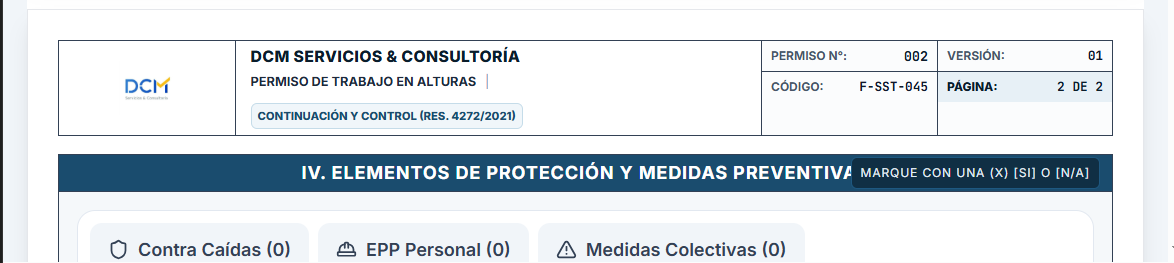 DCM
Servicios & Consultoría
DCM SERVICIOS & CONSULTORÍA
PERMISO DE TRABAJO EN ALTURAS |
CONTINUACIÓN Y CONTROL (RES. 4272/2021)
PERMISO N°: 002
VERSIÓN: 01
CÓDIGO: F-SST-045
PÁGINA: 2 DE 2
IV. ELEMENTOS DE PROTECCIÓN Y MEDIDAS PREVENTIVA
MARQUE CON UNA (X) [SI] O [N/A]
Contra Caídas (0)
EPP Personal (0)
Medidas Colectivas (0)